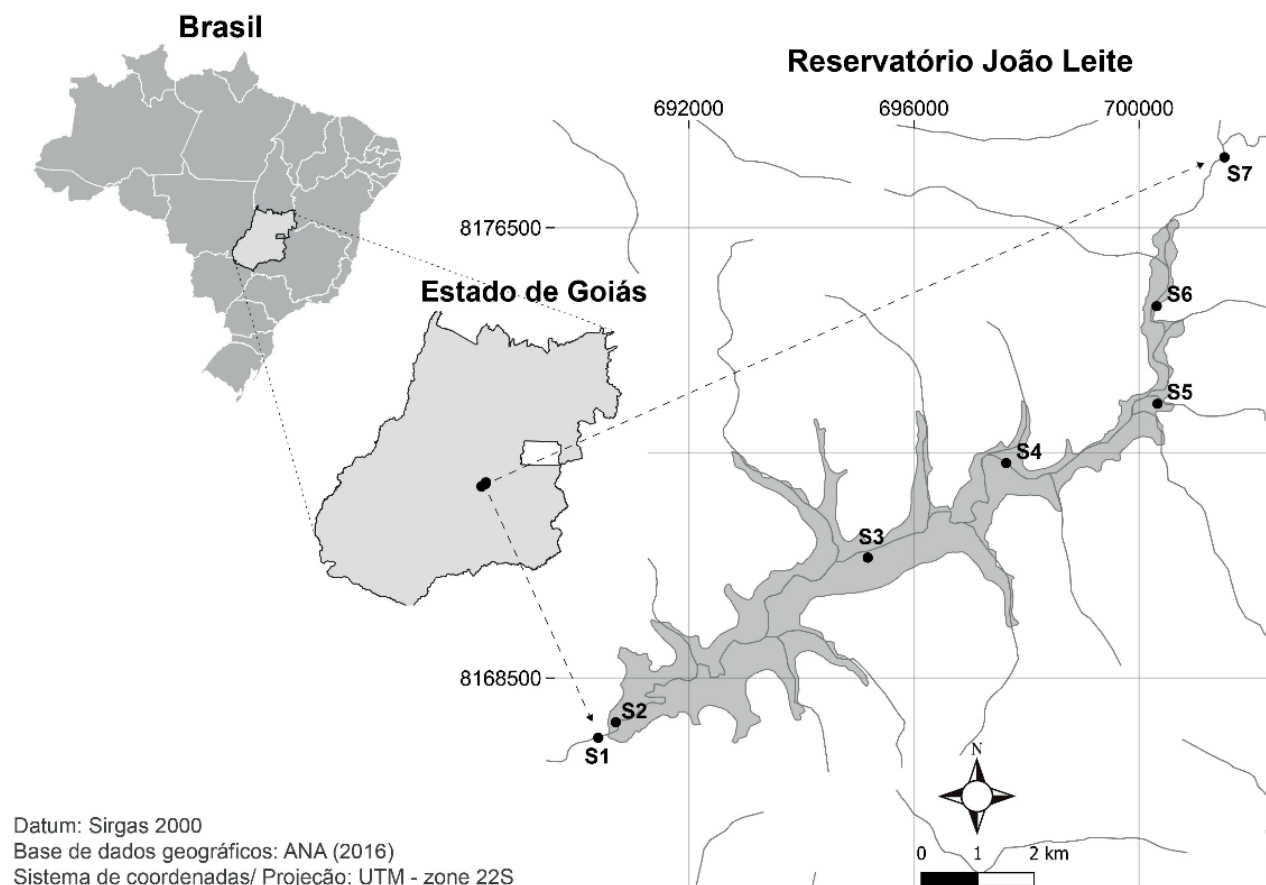 Brasil
Reservatório João Leite
692000 696000 700000
S7
8176500
Estado de Goiás
S6
S5
S4
S3
8168500
S2
S1
N
Datum: Sirgas 2000
Base de dados geográficos: ANA (2016)
Sistema de coordenadas/ Projeção: UTM - zone 22S
0 1 2 km